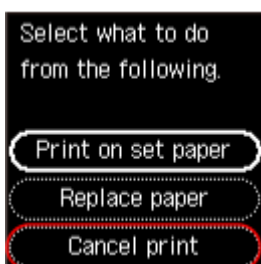 Select what to do
from the following.
Print on set paper
Replace paper
Cancel print